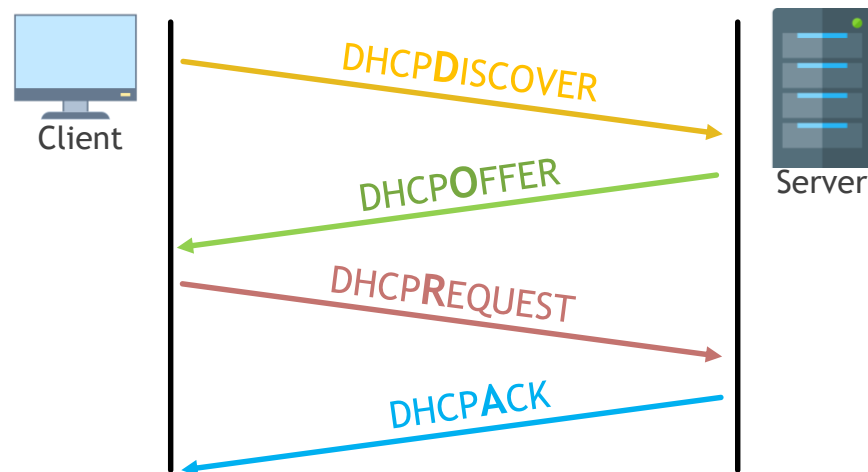 DHCPDISCOVER
Client
DHCPOFFER
Server
DHCPREQUEST
DHCPACK